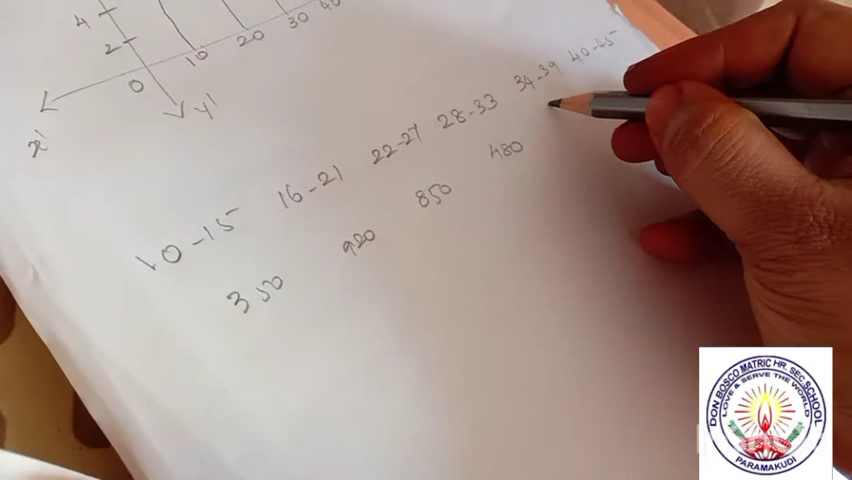 4
2
0 10 20 30 40
x'
y'
10-15 16-21 22-27 28-33 34-39 40-45
350 920 850 480
DON BOSCO MATRIC HR. SEC SCHOOL
LOVE & SERVE THE WORLD
PARAMAKUDI